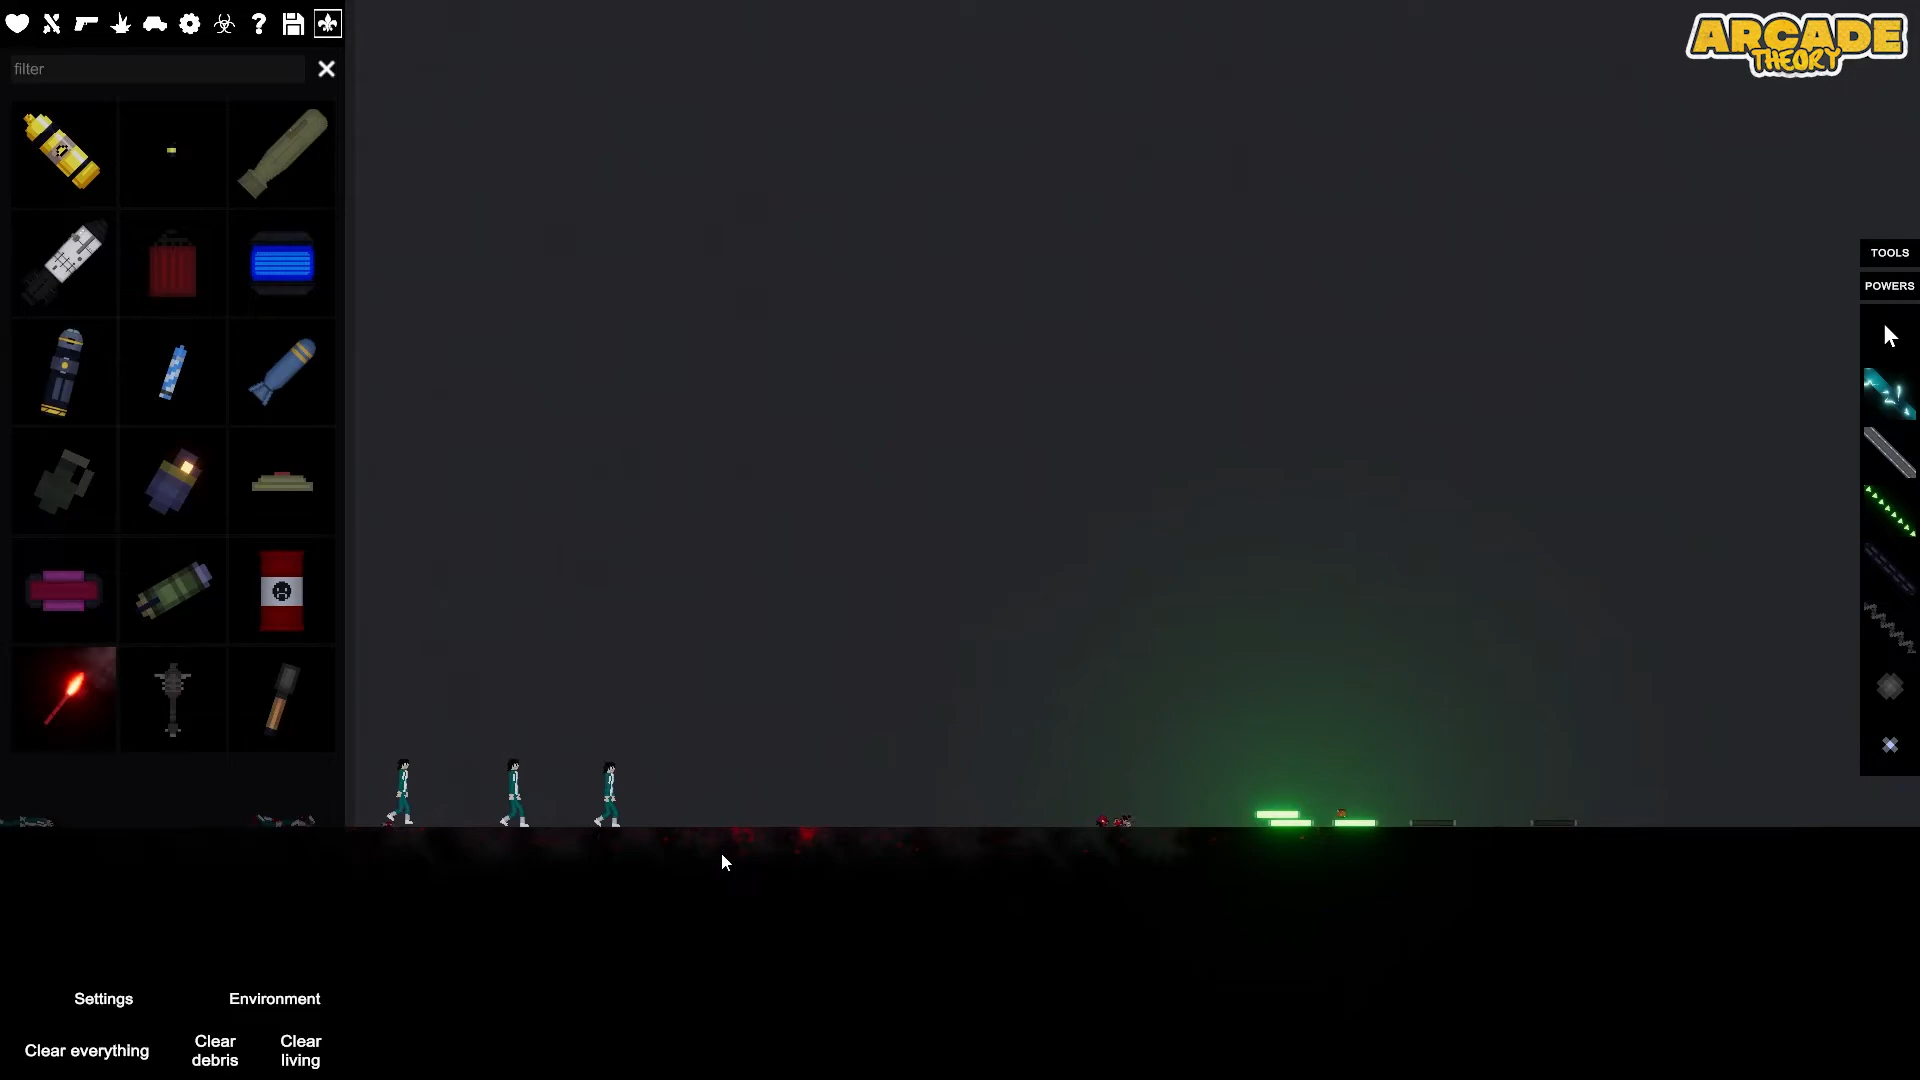 ARCADE
THEORY
filter
TOOLS
POWERS
Settings
Environment
Clear everything
Clear
debris
Clear
living